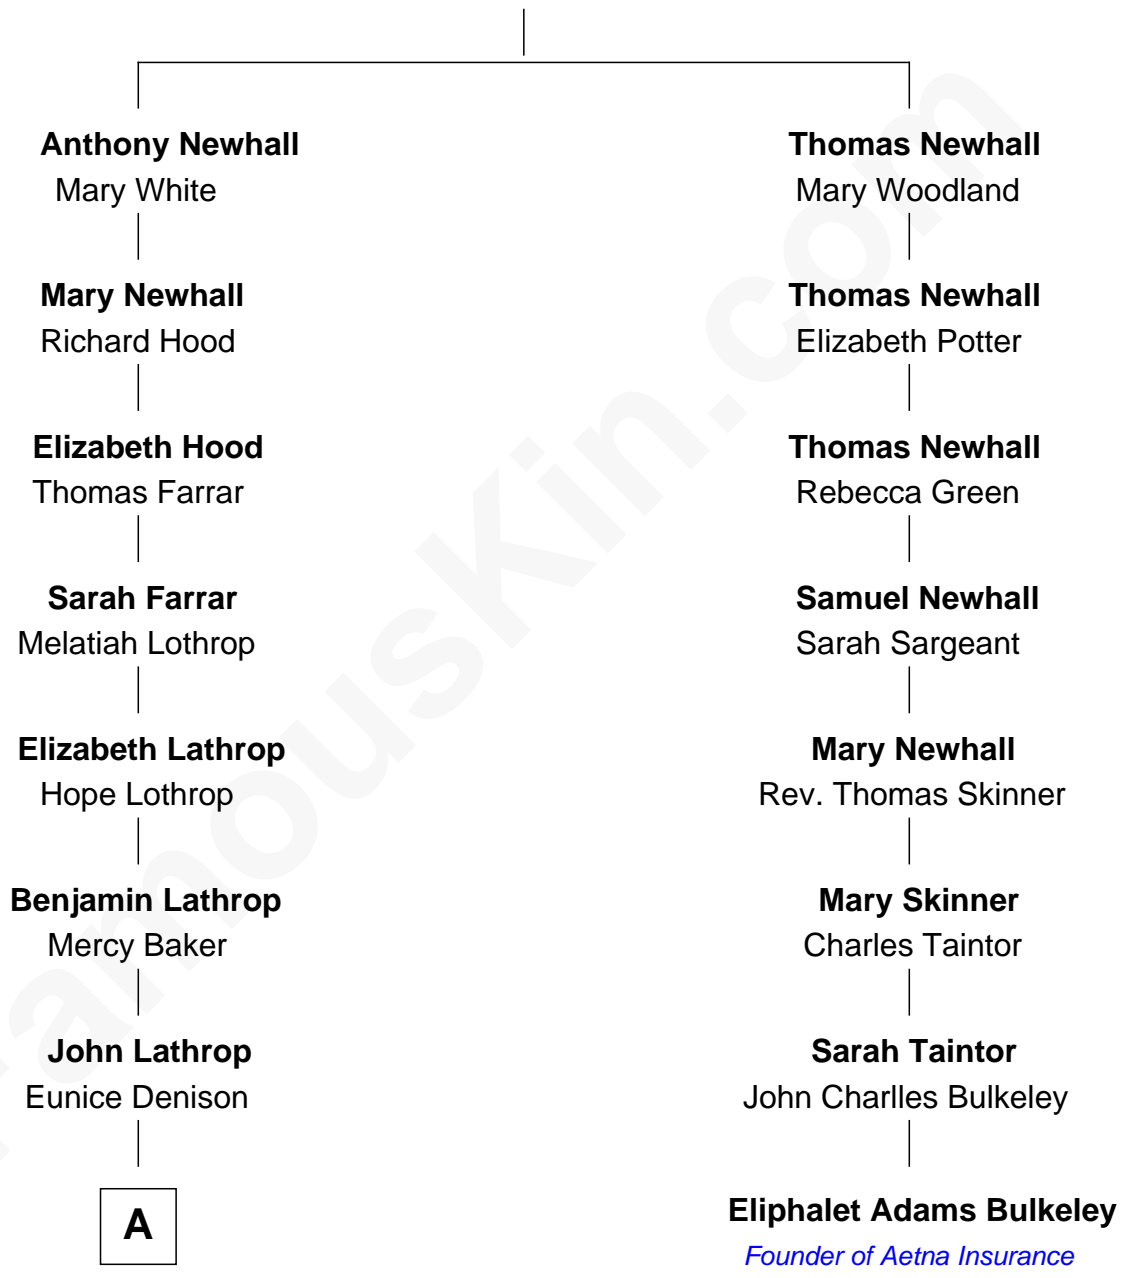 Anthony Newhall
Mary White
Mary Newhall
Richard Hood
Elizabeth Hood
Thomas Farrar
Sarah Farrar
Melatiah Lothrop
Elizabeth Lathrop
Hope Lothrop
Benjamin Lathrop
Mercy Baker
John Lathrop
Eunice Denison
A
Thomas Newhall
Mary Woodland
Thomas Newhall
Elizabeth Potter
Thomas Newhall
Rebecca Green
Samuel Newhall
Sarah Sargeant
Mary Newhall
Rev. Thomas Skinner
Mary Skinner
Charles Taintor
Sarah Taintor
John Charlles Bulkeley
Eliphalet Adams Bulkeley
Founder of Aetna Insurance
FamousKin.com